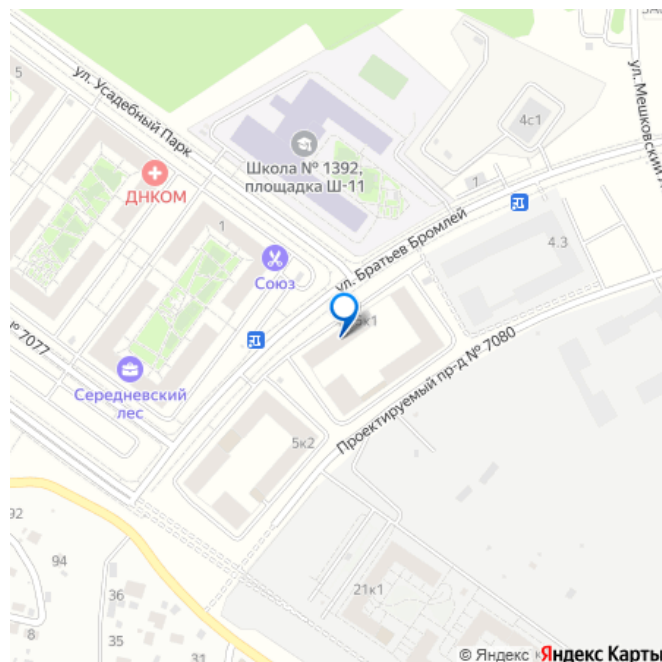 5
ул. Усадебный Парк
ул. Мешковский
4с1
Школа № 1392,
площадка Ш-11
ДНКОМ
7
1
4.3
ул. Братьев Бромлей
Союз
№ 7077
Проектируемый пр-д № 7080
Середневский
лес
5к2
92
94
36
21к1
8
35
31
© Яндекс
Яндекс Карты